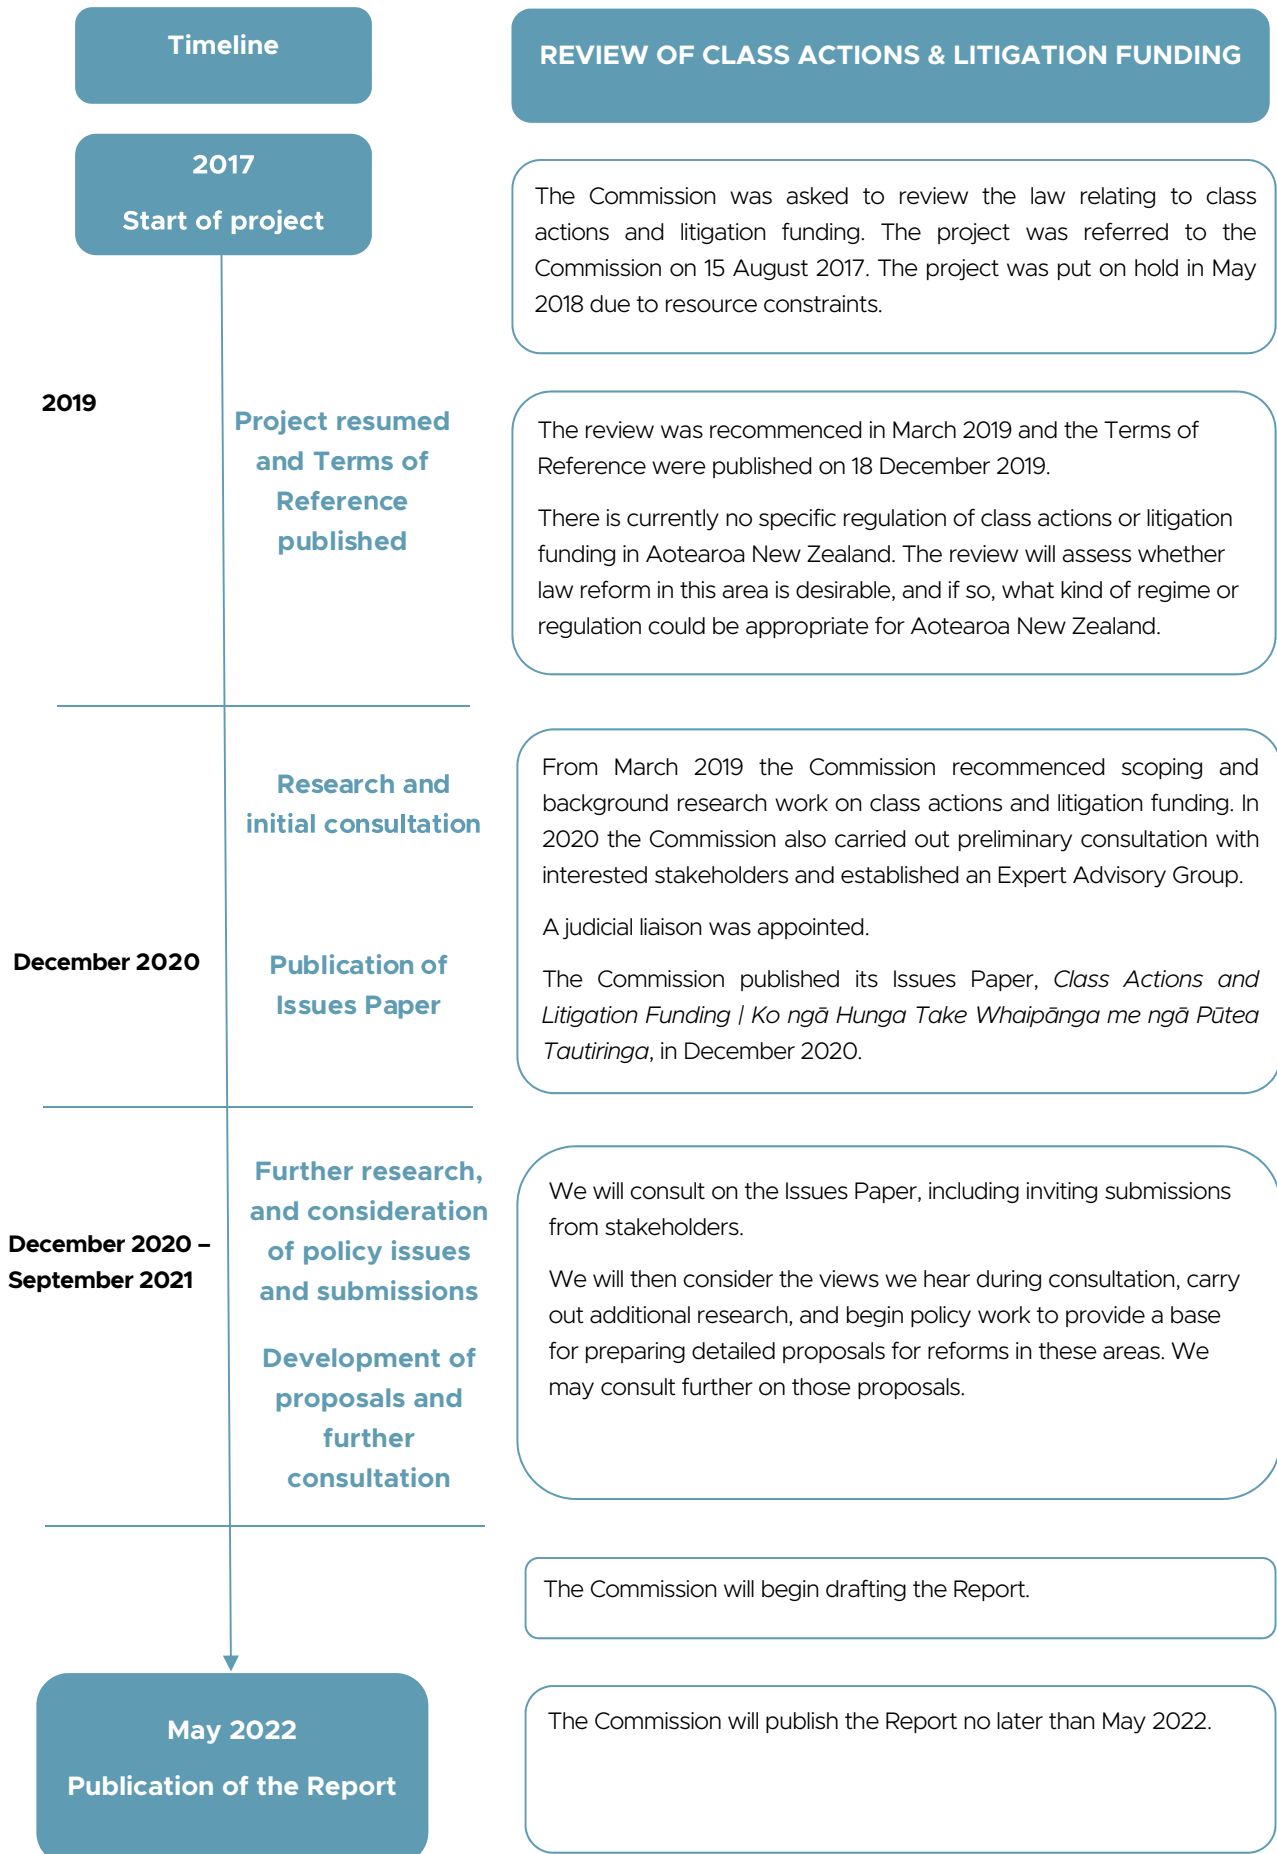 Timeline
REVIEW OF CLASS ACTIONS & LITIGATION FUNDING
2017
Start of project
The Commission was asked to review the law relating to class
actions and litigation funding. The project was referred to the
Commission on 15 August 2017. The project was put on hold in May
2018 due to resource constraints.
2019
Project resumed
and Terms of
Reference
published
The review was recommenced in March 2019 and the Terms of
Reference were published on 18 December 2019.
There is currently no specific regulation of class actions or litigation
funding in Aotearoa New Zealand. The review will assess whether
law reform in this area is desirable, and if so, what kind of regime or
regulation could be appropriate for Aotearoa New Zealand.
Research and
initial consultation
From March 2019 the Commission recommenced scoping and
background research work on class actions and litigation funding. In
2020 the Commission also carried out preliminary consultation with
interested stakeholders and established an Expert Advisory Group.
A judicial liaison was appointed.
December 2020
Publication of
Issues Paper
The Commission published its Issues Paper, Class Actions and
Litigation Funding | Ko ngā Hunga Take Whaipānga me ngā Pūtea
Tautiringa, in December 2020.
December 2020 –
September 2021
Further research,
and consideration
of policy issues
and submissions
Development of
proposals and
further
consultation
We will consult on the Issues Paper, including inviting submissions
from stakeholders.
We will then consider the views we hear during consultation, carry
out additional research, and begin policy work to provide a base
for preparing detailed proposals for reforms in these areas. We
may consult further on those proposals.
The Commission will begin drafting the Report.
May 2022
Publication of the Report
The Commission will publish the Report no later than May 2022.